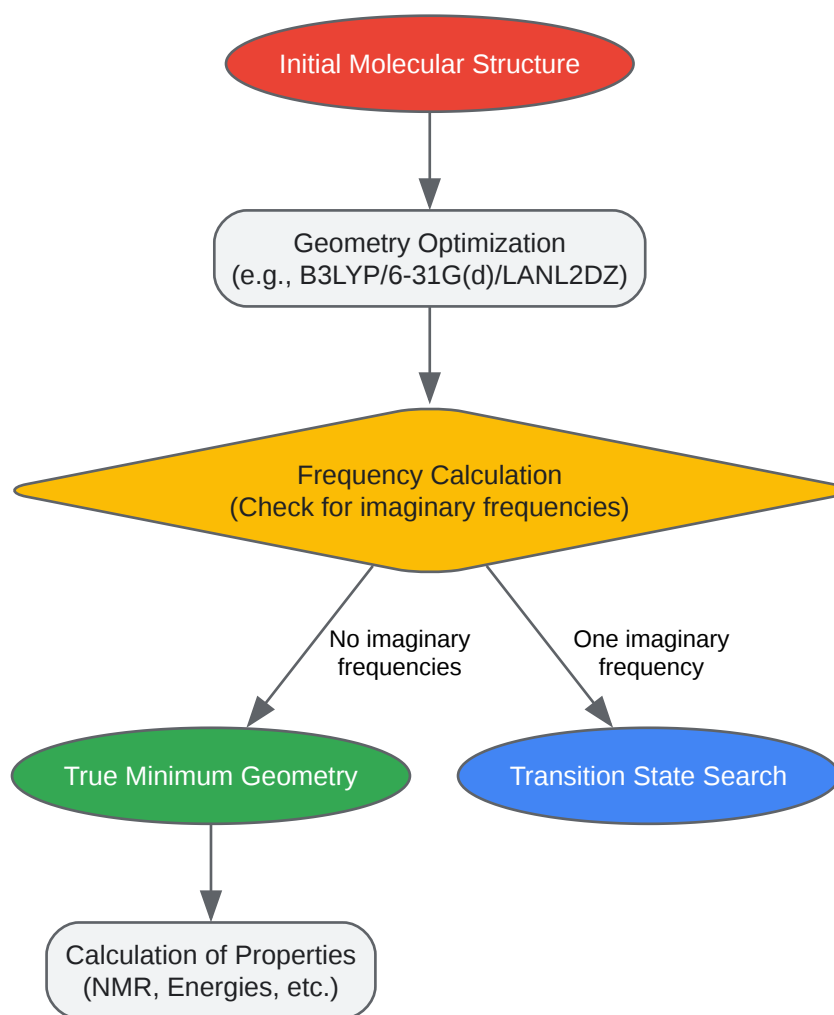 Initial Molecular Structure
Geometry Optimization
(e.g., B3LYP/6-31G(d)/LANL2DZ)
Frequency Calculation
(Check for imaginary frequencies)
No imaginary
frequencies
One imaginary
frequency
True Minimum Geometry
Transition State Search
Calculation of Properties
(NMR, Energies, etc.)